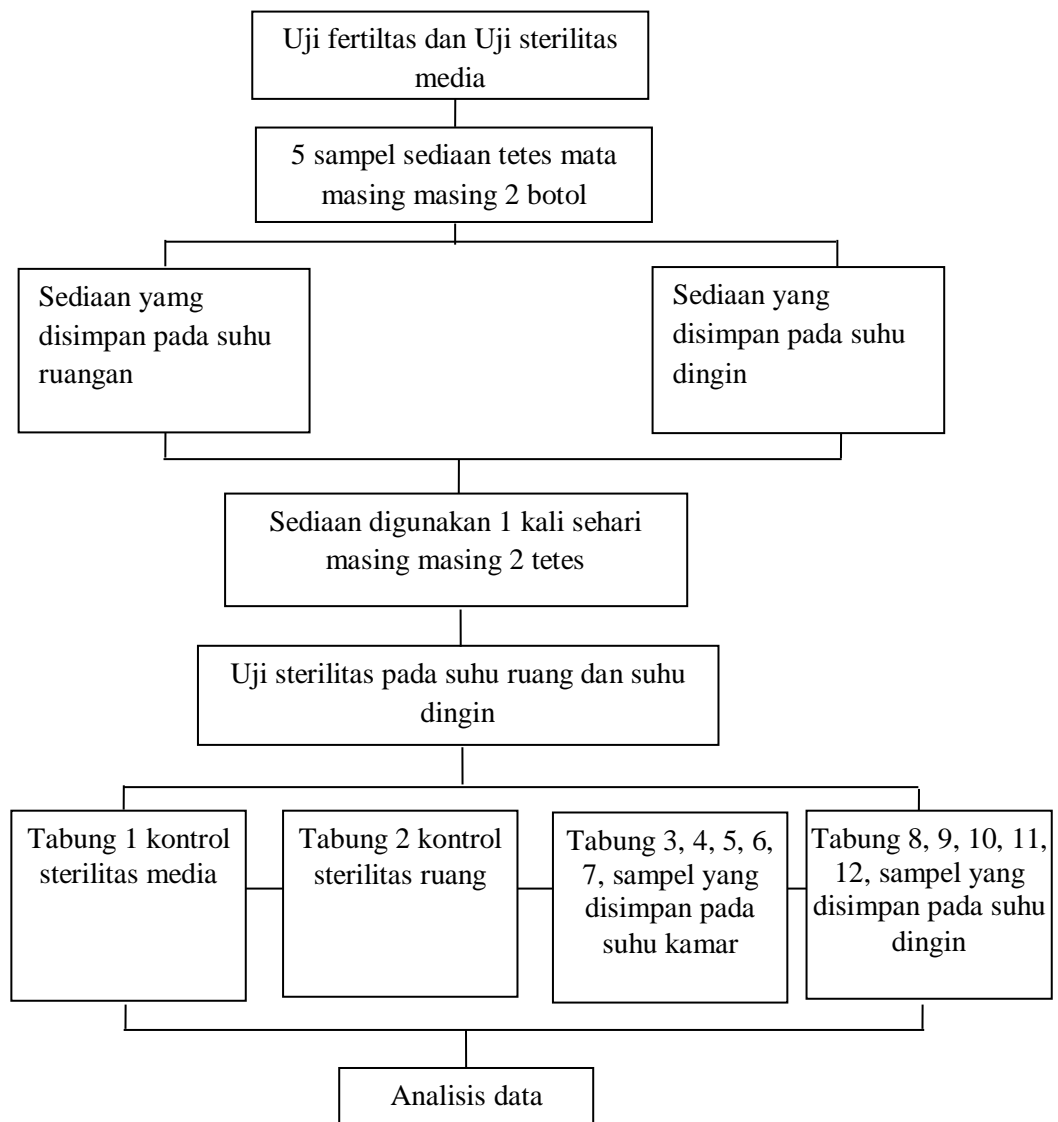 Uji fertiltas dan Uji sterilitas
media
5 sampel sediaan tetes mata
masing masing 2 botol
Sediaan yamg
disimpan pada suhu
ruangan
Sediaan yang
disimpan pada suhu
dingin
Sediaan digunakan 1 kali sehari
masing masing 2 tetes
Uji sterilitas pada suhu ruang dan suhu
dingin
Tabung 1 kontrol
sterilitas media
Tabung 2 kontrol
sterilitas ruang
Tabung 3, 4, 5, 6,
7, sampel yang
disimpan pada
suhu kamar
Tabung 8, 9, 10, 11,
12, sampel yang
disimpan pada suhu
dingin
Analisis data